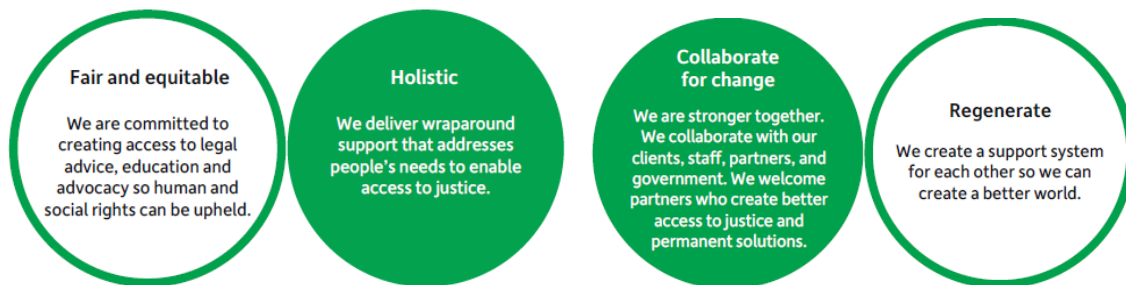 Fair and equitable
We are committed to
creating access to legal
advice, education and
advocacy so human and
social rights can be upheld.
Holistic
We deliver wraparound
support that addresses
people's needs to enable
access to justice.
Collaborate
for change
We are stronger together.
We collaborate with our
clients, staff, partners, and
government. We welcome
partners who create better
access to justice and
permanent solutions.
Regenerate
We create a support system
for each other so we can
create a better world.